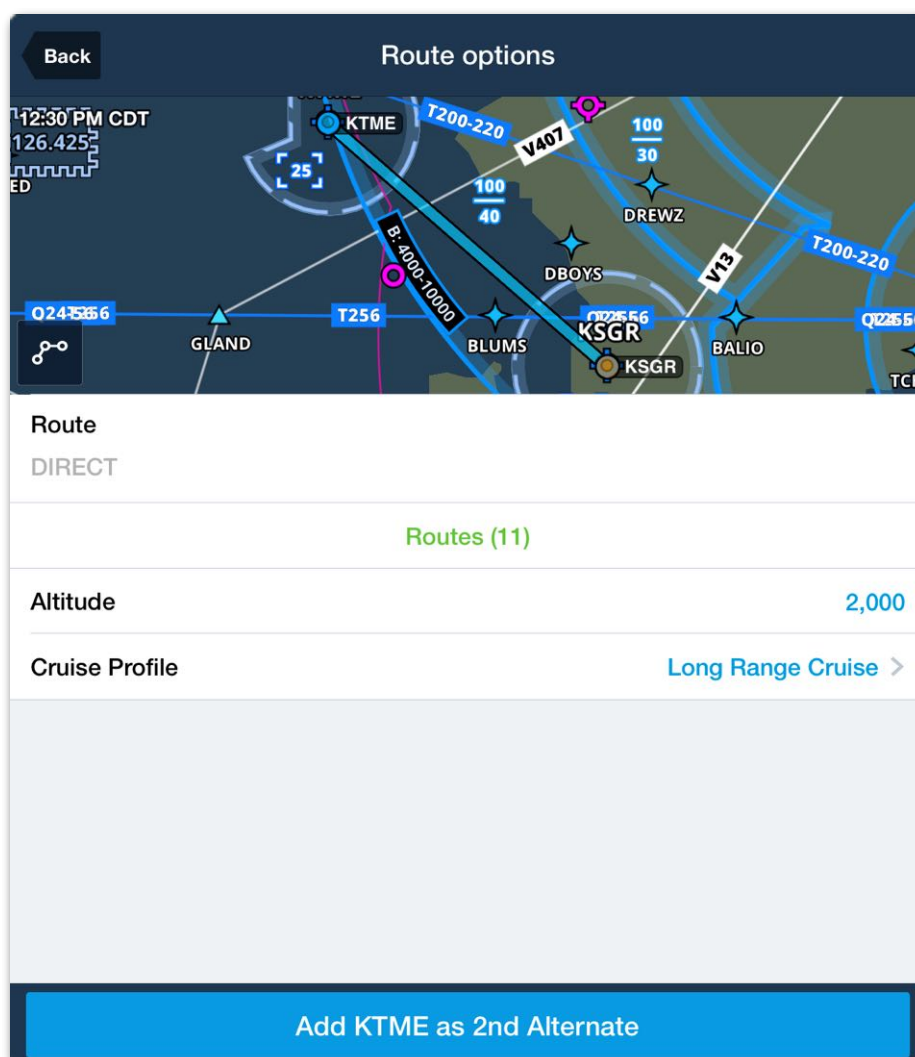 Back
Route options
12:30 PM CDT
126.425
ED
KTME
T200-220
V407
100
30
25
100
40
DREWZ
B: 4000-10000
DBOYS
V13
T200-220
T256
GLAND
BLUMS
KSGR
KSGR
BALIO
TCI
Route
DIRECT
Routes (11)
Altitude
2,000
Cruise Profile
Long Range Cruise
Add KTME as 2nd Alternate